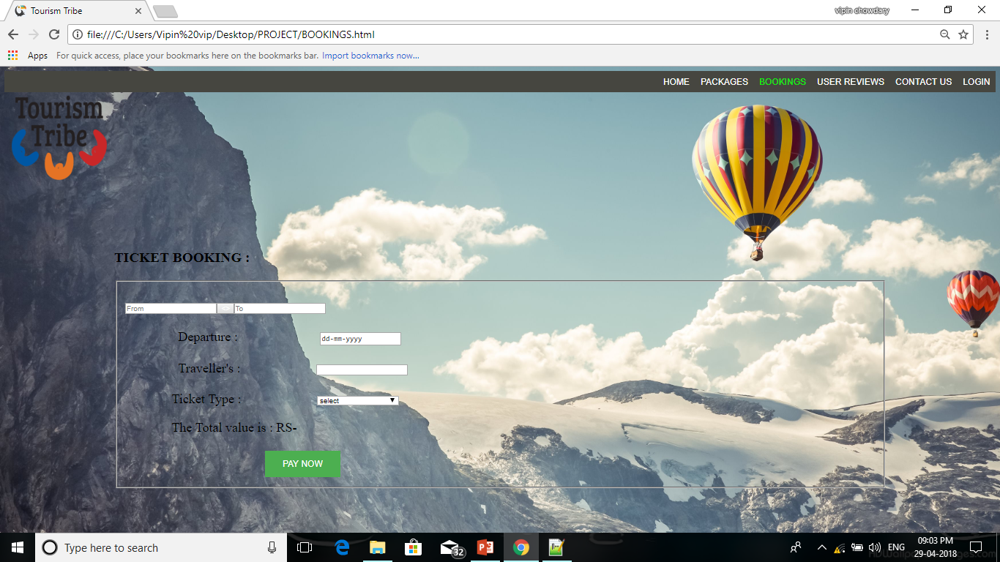 Tourism Tribe
vipin chowdary
file:///C:/Users/Vipin%20vip/Desktop/PROJECT/BOOKINGS.html
Apps For quick access, place your bookmarks here on the bookmarks bar. Import bookmarks now...
HOME PACKAGES BOOKINGS USER REVIEWS CONTACT US LOGIN
Tourism
Tribe
TICKET BOOKING :
From To
Departure : dd-mm-yyyy
Traveller's :
Ticket Type : select
The Total value is : RS-
PAY NOW
Type here to search
32
ENG
09:03 PM
29-04-2018